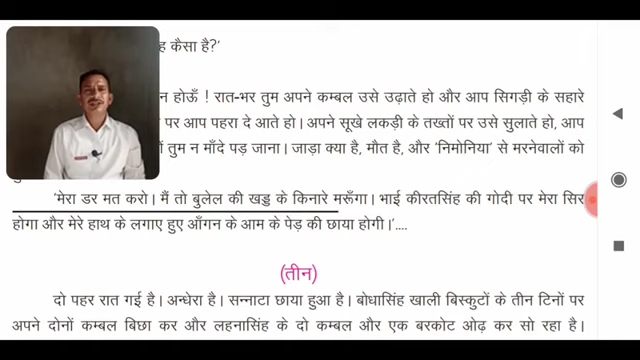 ह कैसा है?’
न होऊँ ! रात-भर तुम अपने कम्बल उसे उढ़ाते हो और आप सिगड़ी के सहारे
पर आप पहरा दे आते हो। अपने सूखे लकड़ी के तख्तों पर उसे सुलाते हो, आप
तुम न माँदे पड़ जाना। जाड़ा क्या है, मौत है, और ‘निमोनिया’ से मरनेवालों को
‘मेरा डर मत करो। मैं तो बुलेल की खड्ड के किनारे मरूँगा। भाई कीरतसिंह की गोदी पर मेरा सिर
होगा और मेरे हाथ के लगाए हुए आँगन के आम के पेड़ की छाया होगी।’....
(तीन)
दो पहर रात गई है। अन्धेरा है। सन्नाटा छाया हुआ है। बोधासिंह खाली बिस्कुटों के तीन टिनों पर
अपने दोनों कम्बल बिछा कर और लहनासिंह के दो कम्बल और एक बरकोट ओढ़ कर सो रहा है।